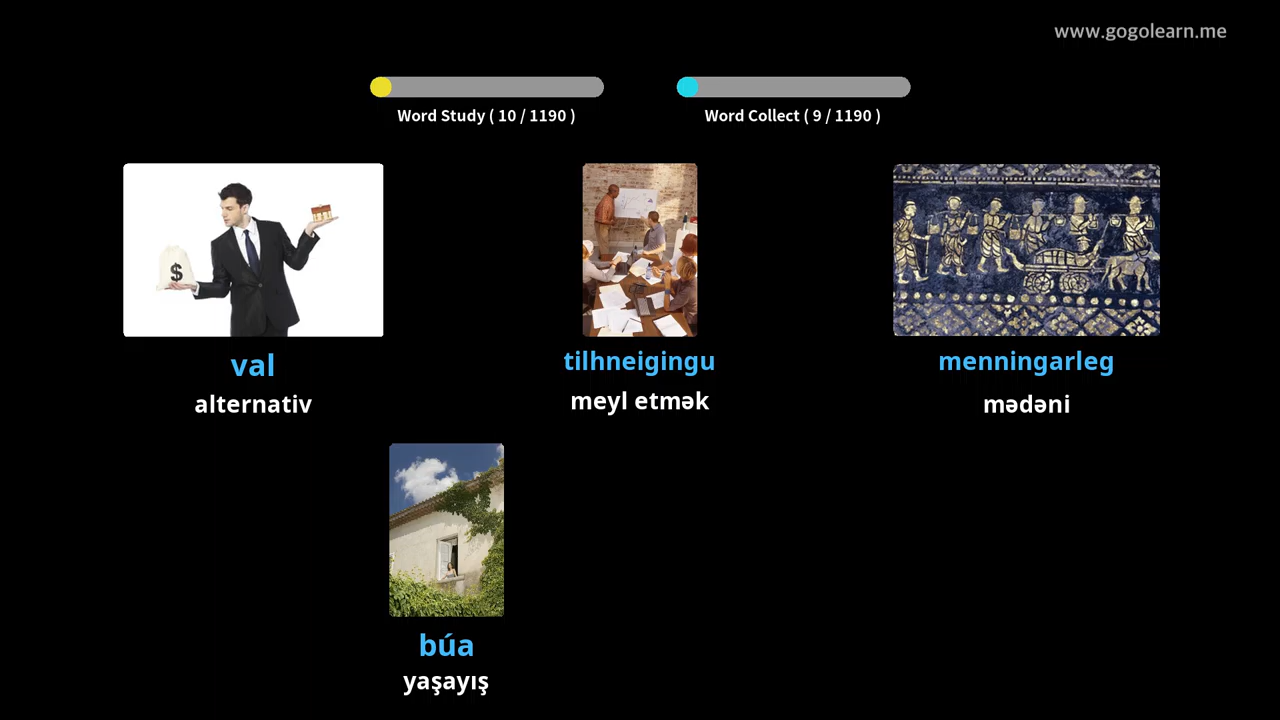 www.gogolearn.me
Word Study ( 10 / 1190 )
Word Collect ( 9 / 1190 )
val
alternativ
tilhneigingu
meyl etmək
menningarleg
mədəni
búa
yaşayış